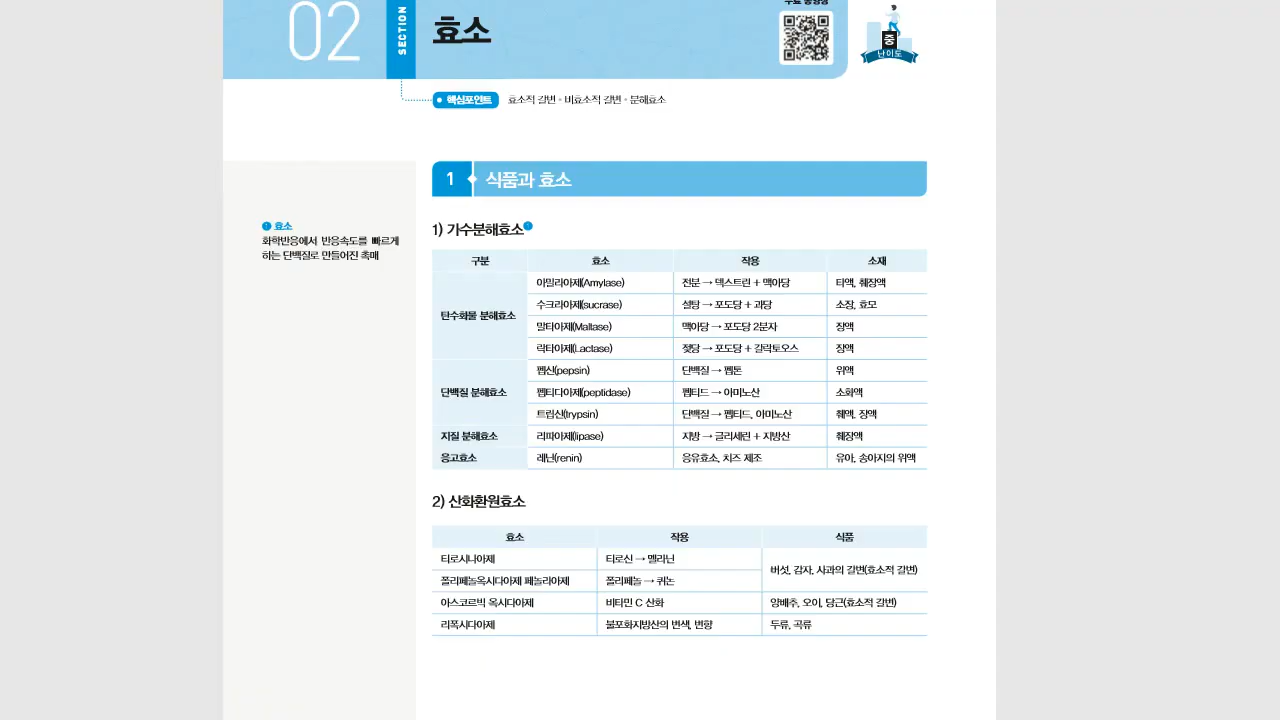 02
SECTION
효소
무료 동영상
중
난이도
핵심포인트 효소적 갈변 • 비효소적 갈변 • 분해효소
1 식품과 효소
❶ 효소
화학반응에서 반응속도를 빠르게
하는 단백질로 만들어진 촉매
1) 가수분해효소❶
구분 효소 작용 소재
탄수화물 분해효소
아밀라아제(Amylase) 전분 → 덱스트린 + 맥아당 타액, 췌장액
수크라아제(sucrase) 설탕 → 포도당 + 과당 소장, 효모
말타아제(Maltase) 맥아당 → 포도당 2분자 장액
락타아제(Lactase) 젖당 → 포도당 + 갈락토오스 장액
단백질 분해효소
펩신(pepsin) 단백질 → 펩톤 위액
펩티다아제(peptidase) 펩티드 → 아미노산 소화액
트립신(trypsin) 단백질 → 펩티드, 아미노산 췌액, 장액
지질 분해효소 리파아제(lipase) 지방 → 글리세린 + 지방산 췌장액
응고효소 레닌(renin) 응유효소, 치즈 제조 유아, 송아지의 위액
2) 산화환원효소
효소 작용 식품
티로시나아제 티로신 → 멜라닌
버섯, 감자, 사과의 갈변(효소적 갈변)
폴리페놀옥시다아제 페놀라아제 폴리페놀 → 퀴논
아스코르빅 옥시다아제 비타민 C 산화 양배추, 오이, 당근(효소적 갈변)
리폭시다아제 불포화지방산의 변색, 변향 두류, 곡류